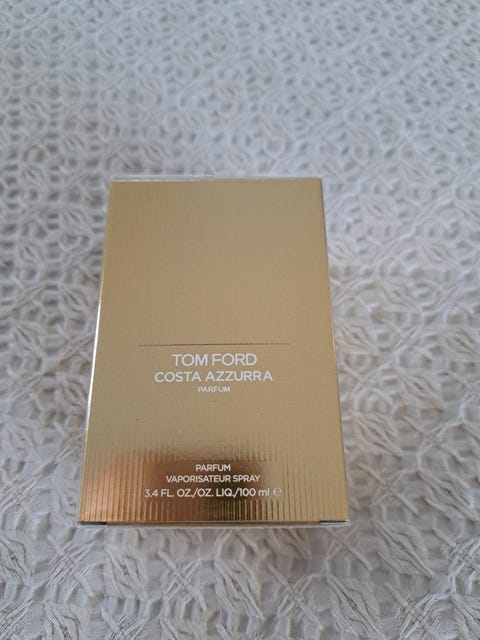 TOM FORD
COSTA AZZURRA
PARFUM
PARFUM
VAPORISATEUR SPRAY
3.4 FL. OZ./OZ. LIQ./100 ml ℮